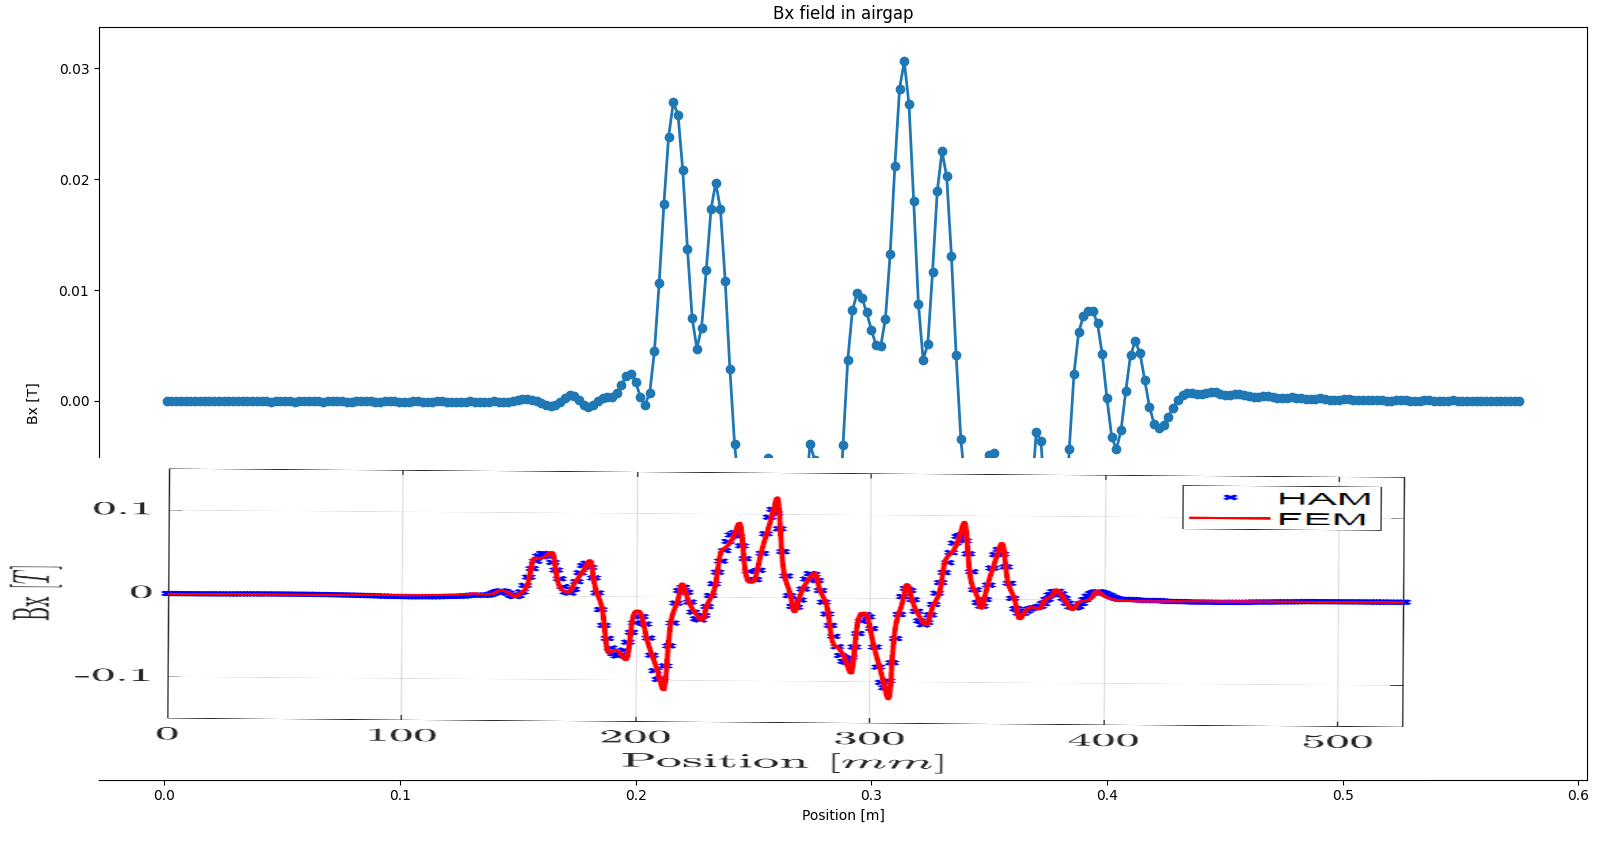 Bx field in airgap
0.03
0.02
0.01
0.00
Bx [T]
HAM
FEM
0.1
0
-0.1
Bx [T]
0 100 200 300 400 500
Position [mm]
0.0 0.1 0.2 0.3 0.4 0.5 0.6
Position [m]